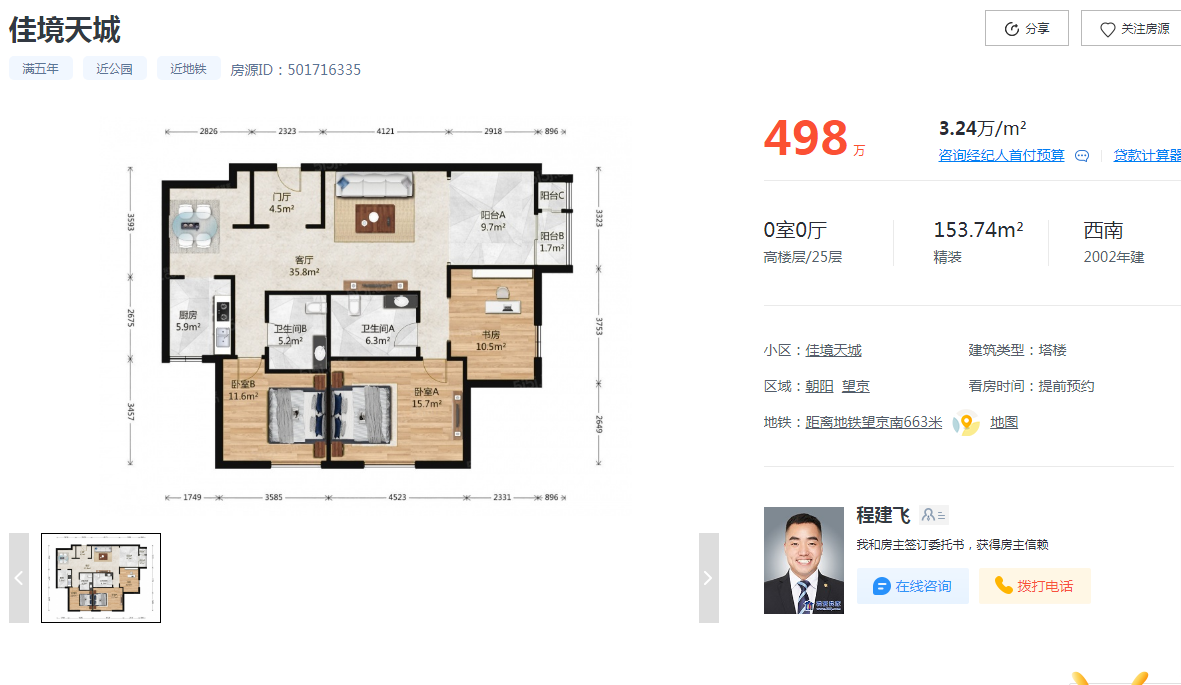 佳境天城
分享
关注房源
满五年 近公园 近地铁 房源ID：501716335
2826 2323 4121 2918 896
498万
3.24万/m²
咨询经纪人首付预算 贷款计算器
0室0厅 153.74m² 西南
高楼层/25层 精装 2002年建
小区：佳境天城 建筑类型：塔楼
区域：朝阳 望京 看房时间：提前预约
地铁：距离地铁望京南663米 地图
门厅
4.5m²
阳台A
9.7m²
阳台C
阳台B
1.7m²
客厅
35.8m²
厨房
5.9m²
卫生间B
5.2m²
卫生间A
6.3m²
书房
10.5m²
卧室B
11.6m²
卧室A
15.7m²
3593
2675
3457
3323
3753
2649
1749 3585 4523 2331 896
程建飞
我和房主签订委托书，获得房主信赖
在线咨询
拨打电话